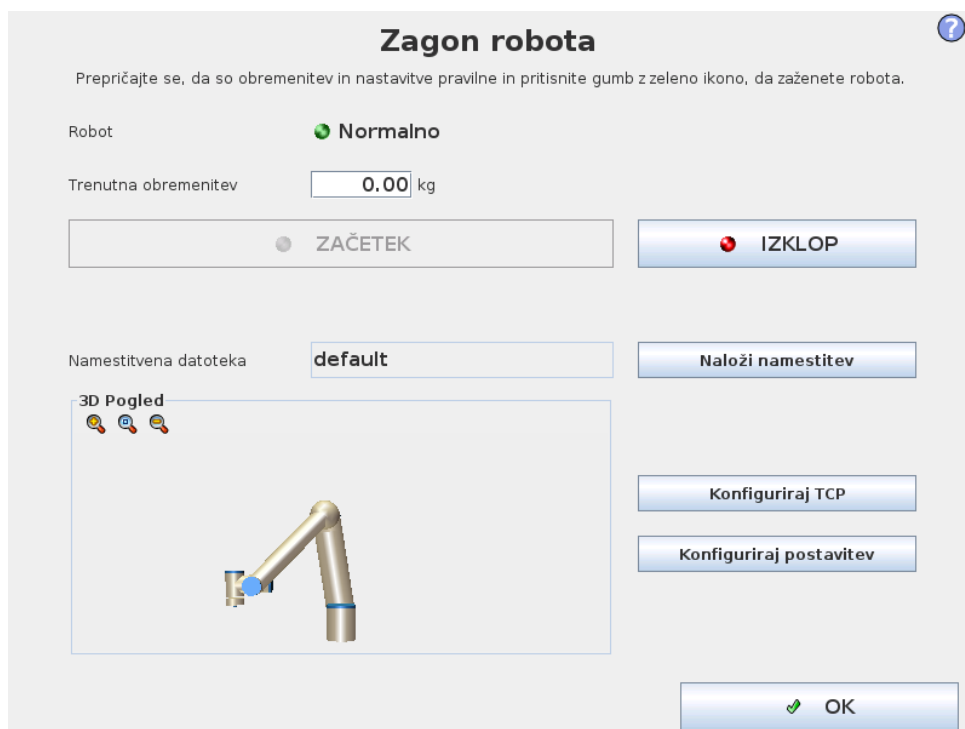 Zagon robota
?
Prepričajte se, da so obremenitev in nastavitve pravilne in pritisnite gumb z zeleno ikono, da zaženete robota.
Robot Normalno
Trenutna obremenitev 0.00 kg
ZAČETEK IZKLOP
Namestitvena datoteka default Naloži namestitev
3D Pogled
Konfiguriraj TCP
Konfiguriraj postavitev
OK